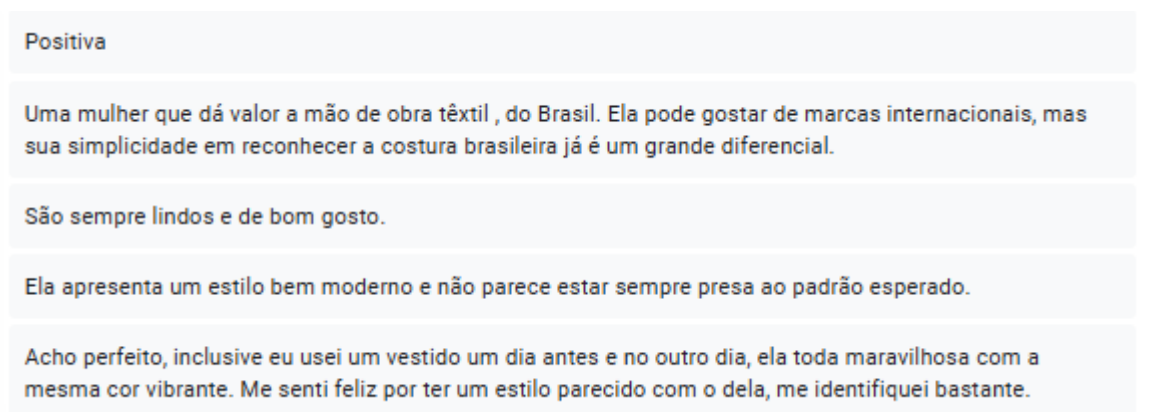 Positiva
Uma mulher que dá valor a mão de obra têxtil , do Brasil. Ela pode gostar de marcas internacionais, mas
sua simplicidade em reconhecer a costura brasileira já é um grande diferencial.
São sempre lindos e de bom gosto.
Ela apresenta um estilo bem moderno e não parece estar sempre presa ao padrão esperado.
Acho perfeito, inclusive eu usei um vestido um dia antes e no outro dia, ela toda maravilhosa com a
mesma cor vibrante. Me senti feliz por ter um estilo parecido com o dela, me identifiquei bastante.